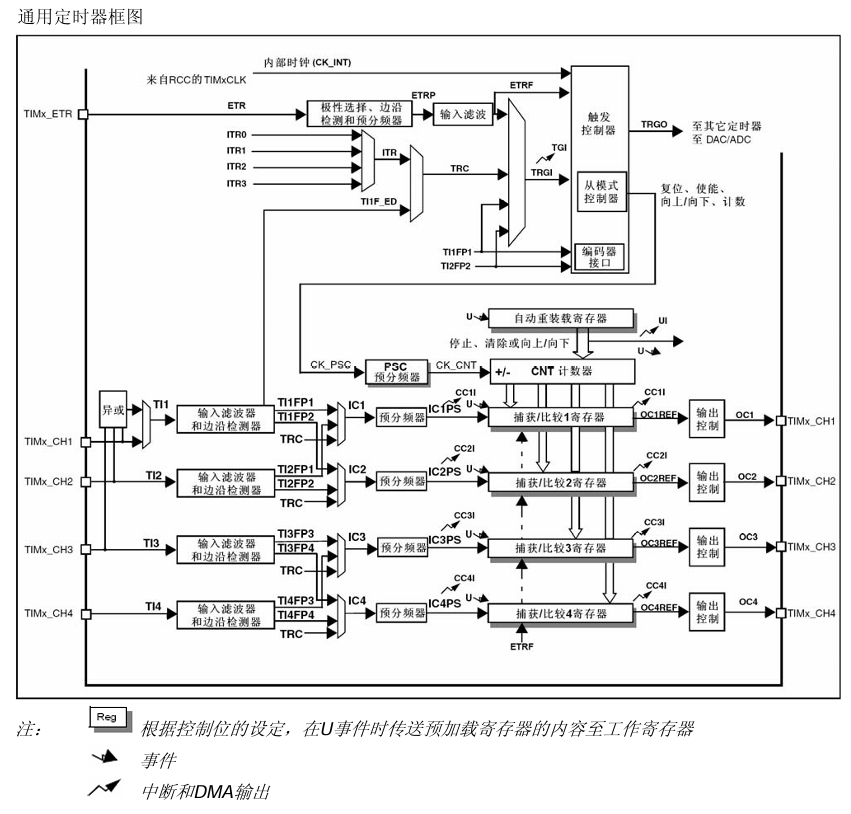 通用定时器框图
内部时钟 (CK_INT)
来自RCC的TIMxCLK
TIMx_ETR
ETR
极性选择、边沿
检测和预分频器
ETRP
输入滤波
ETRF
触发
控制器
TRGO
至其它定时器
至 DAC/ADC
ITR0
ITR1
ITR2
ITR3
ITR
TRC
TI1F_ED
TGI
TRGI
从模式
控制器
复位、使能、
向上/向下、计数
TI1FP1
TI2FP2
编码器
接口
U
自动重装载寄存器
UI
U
停止、清除或向上/向下
CK_PSC
PSC
预分频器
CK_CNT
+/-
CNT 计数器
异或
TI1
TIMx_CH1
输入滤波器
和边沿检测器
TI1FP1
TI1FP2
TRC
IC1
预分频器
CC1I
U
IC1PS
捕获/比较1寄存器
CC1I
OC1REF
输出
控制
OC1
TIMx_CH1
TIMx_CH2
TI2
输入滤波器
和边沿检测器
TI2FP1
TI2FP2
TRC
IC2
预分频器
CC2I
U
IC2PS
捕获/比较2寄存器
CC2I
OC2REF
输出
控制
OC2
TIMx_CH2
TIMx_CH3
TI3
输入滤波器
和边沿检测器
TI3FP3
TI3FP4
TRC
IC3
预分频器
CC3I
U
IC3PS
捕获/比较3寄存器
CC3I
OC3REF
输出
控制
OC3
TIMx_CH3
TIMx_CH4
TI4
输入滤波器
和边沿检测器
TI4FP3
TI4FP4
TRC
IC4
预分频器
CC4I
U
IC4PS
捕获/比较4寄存器
CC4I
OC4REF
输出
控制
OC4
TIMx_CH4
ETRF
注：
Reg
根据控制位的设定，在U事件时传送预加载寄存器的内容至工作寄存器
事件
中断和DMA输出